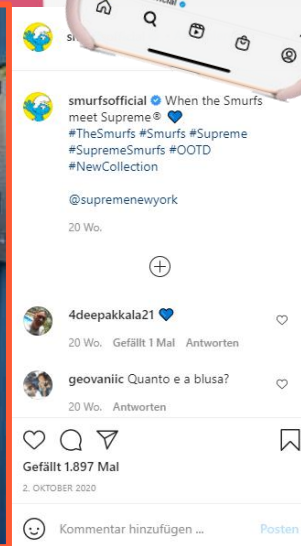 smurfsofficial When the Smurfs
meet Supreme®
#TheSmurfs #Smurfs #Supreme
#SupremeSmurfs #OOTD
#NewCollection
@supremenewyork
20 Wo.
4deepakkala21
20 Wo. Gefällt 1 Mal Antworten
geovaniic Quanto e a blusa?
20 Wo. Antworten
Gefällt 1.897 Mal
2. OKTOBER 2020
Kommentar hinzufügen ... Posten